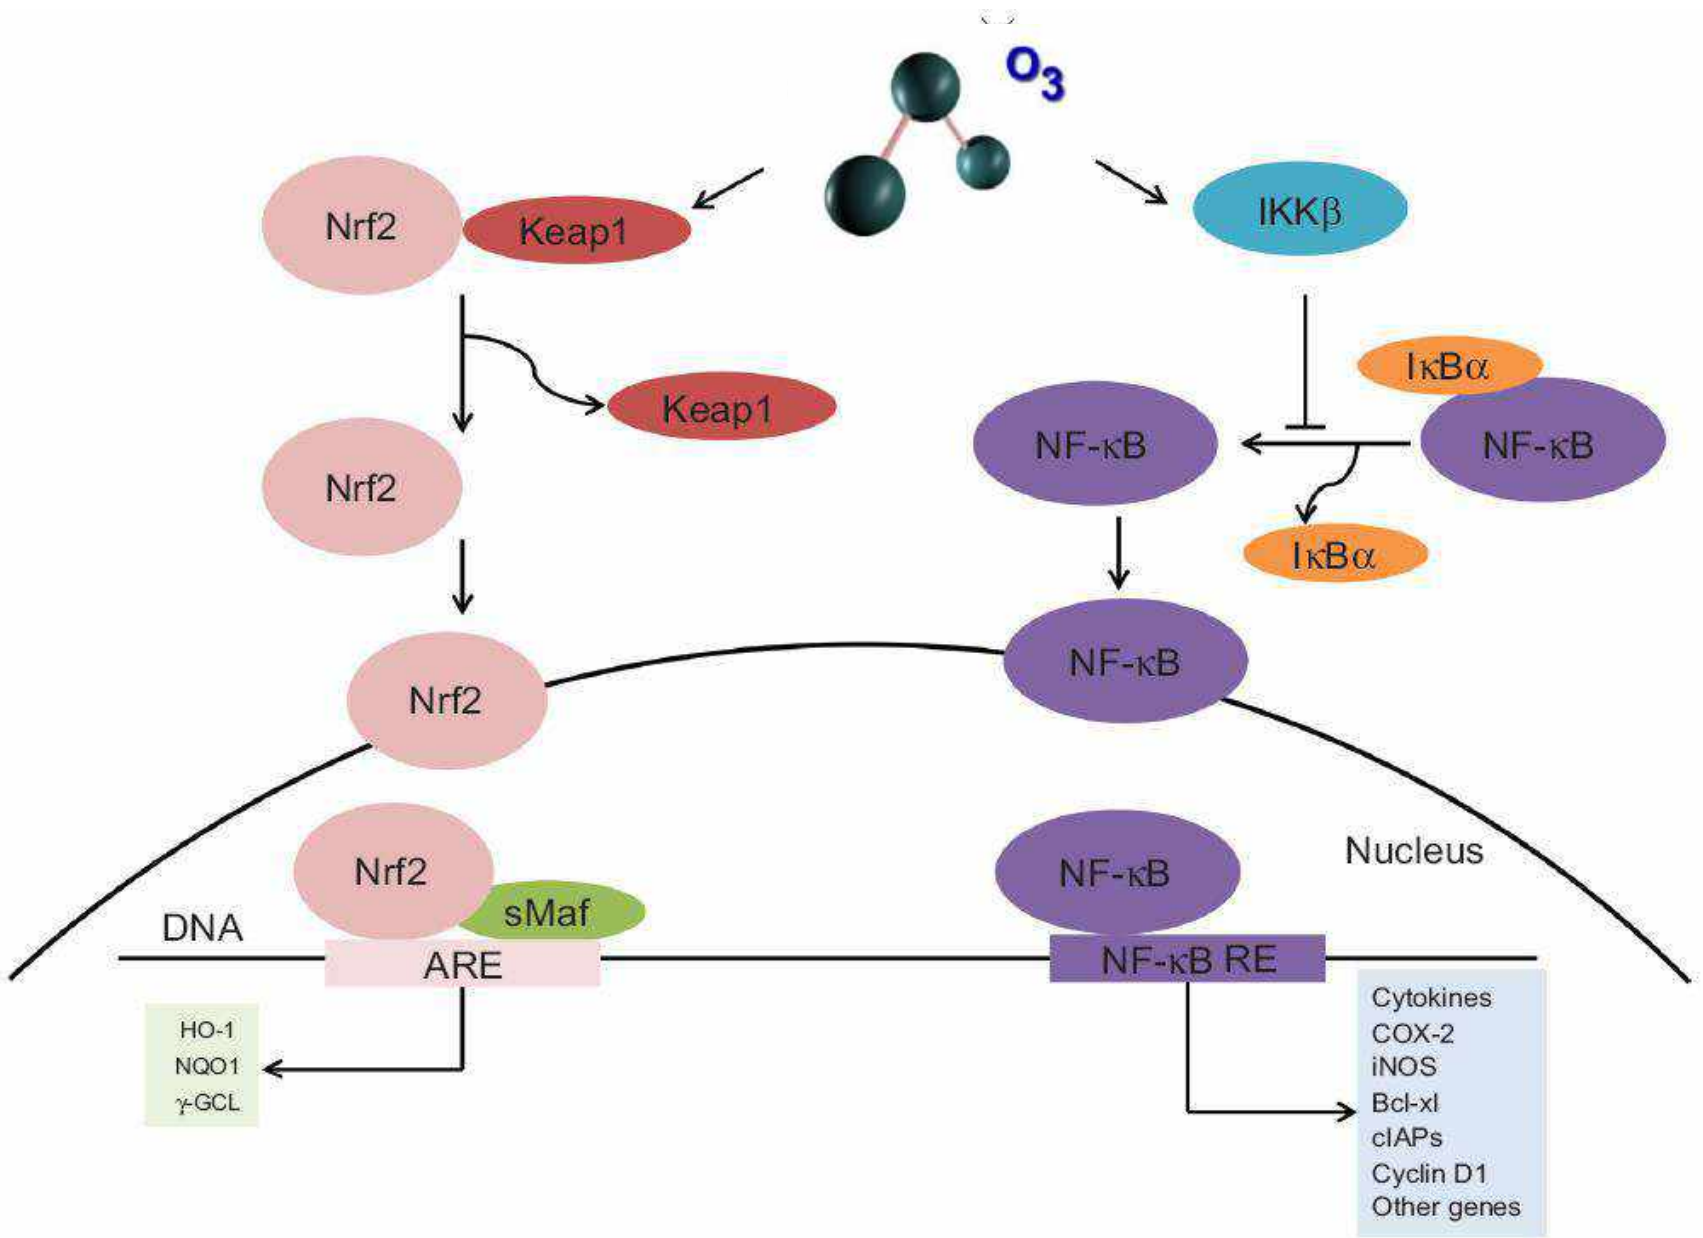 O3
Nrf2
Keap1
IKKβ
Keap1
IκBα
NF-κB
NF-κB
Nrf2
IκBα
Nrf2
NF-κB
Nrf2
sMaf
NF-κB
Nucleus
DNA
ARE
NF-κB RE
HO-1
NQO1
γ-GCL
Cytokines
COX-2
iNOS
Bcl-xl
cIAPs
Cyclin D1
Other genes